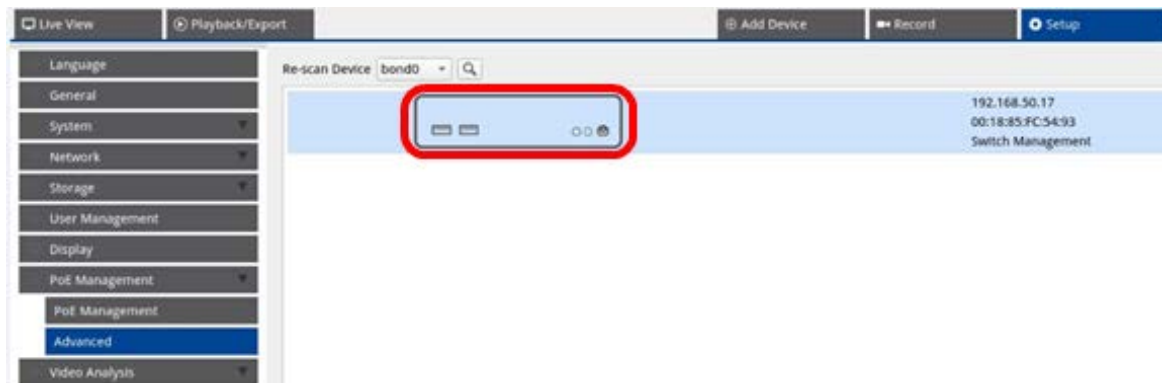 Live View
Playback/Export
Add Device
Record
Setup
Language
General
System
Network
Storage
User Management
Display
PoE Management
PoE Management
Advanced
Video Analysis
Re-scan Device bond0
192.168.50.17
00:18:85:FC:54:93
Switch Management